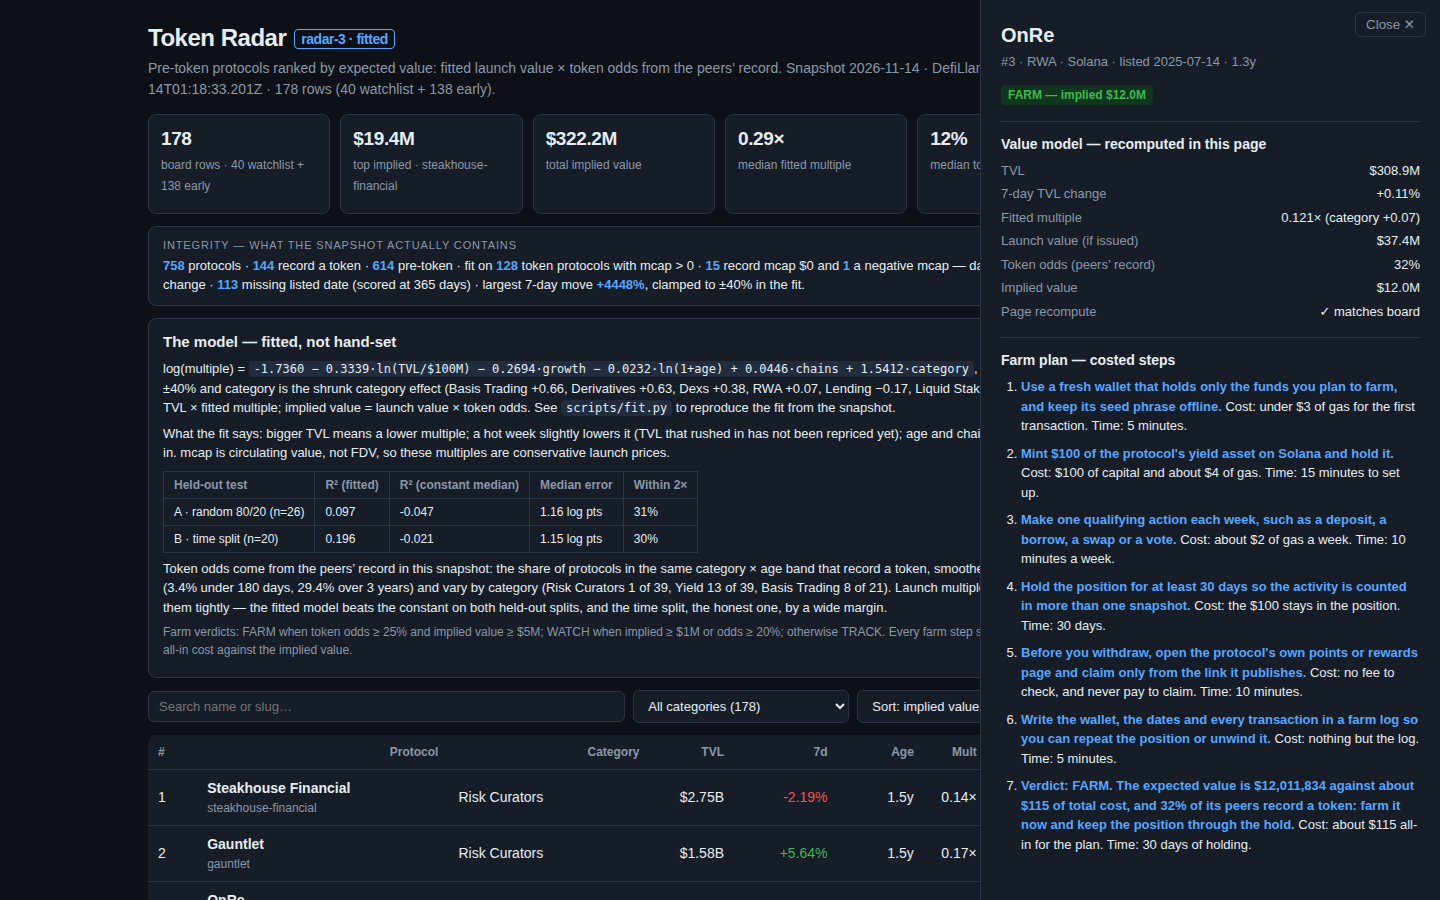 Token Radar radar-3 · fitted
Pre-token protocols ranked by expected value: fitted launch value × token odds from the peers' record. Snapshot 2026-11-14 · DefiLlar
14T01:18:33.201Z · 178 rows (40 watchlist + 138 early).
178
board rows · 40 watchlist +
138 early
$19.4M
top implied · steakhouse-
financial
$322.2M
total implied value
0.29×
median fitted multiple
12%
median to
INTEGRITY — WHAT THE SNAPSHOT ACTUALLY CONTAINS
758 protocols · 144 record a token · 614 pre-token · fit on 128 token protocols with mcap > 0 · 15 record mcap $0 and 1 a negative mcap — da
change · 113 missing listed date (scored at 365 days) · largest 7-day move +4448%, clamped to ±40% in the fit.
The model — fitted, not hand-set
log(multiple) = -1.7360 − 0.3339·ln(TVL/$100M) − 0.2694·growth − 0.0232·ln(1+age) + 0.0446·chains + 1.5412·category,
±40% and category is the shrunk category effect (Basis Trading +0.66, Derivatives +0.63, Dexs +0.38, RWA +0.07, Lending −0.17, Liquid Stak
TVL × fitted multiple; implied value = launch value × token odds. See scripts/fit.py to reproduce the fit from the snapshot.
What the fit says: bigger TVL means a lower multiple; a hot week slightly lowers it (TVL that rushed in has not been repriced yet); age and chai
in. mcap is circulating value, not FDV, so these multiples are conservative launch prices.
Held-out test R² (fitted) R² (constant median) Median error Within 2×
A · random 80/20 (n=26) 0.097 -0.047 1.16 log pts 31%
B · time split (n=20) 0.196 -0.021 1.15 log pts 30%
Token odds come from the peers' record in this snapshot: the share of protocols in the same category × age band that record a token, smoothe
(3.4% under 180 days, 29.4% over 3 years) and vary by category (Risk Curators 1 of 39, Yield 13 of 39, Basis Trading 8 of 21). Launch multipl
them tightly — the fitted model beats the constant on both held-out splits, and the time split, the honest one, by a wide margin.
Farm verdicts: FARM when token odds ≥ 25% and implied value ≥ $5M; WATCH when implied ≥ $1M or odds ≥ 20%; otherwise TRACK. Every farm step s
all-in cost against the implied value.
Search name or slug…
All categories (178)
Sort: implied value
# Protocol Category TVL 7d Age Mult
1 Steakhouse Financial Risk Curators $2.75B -2.19% 1.5y 0.14×
steakhouse-financial
2 Gauntlet Risk Curators $1.58B +5.64% 1.5y 0.17×
gauntlet
OnRe
Close ✕
OnRe
#3 · RWA · Solana · listed 2025-07-14 · 1.3y
FARM — implied $12.0M
Value model — recomputed in this page
TVL $308.9M
7-day TVL change +0.11%
Fitted multiple 0.121× (category +0.07)
Launch value (if issued) $37.4M
Token odds (peers' record) 32%
Implied value $12.0M
Page recompute ✓ matches board
Farm plan — costed steps
1. Use a fresh wallet that holds only the funds you plan to farm,
and keep its seed phrase offline. Cost: under $3 of gas for the first
transaction. Time: 5 minutes.
2. Mint $100 of the protocol's yield asset on Solana and hold it.
Cost: $100 of capital and about $4 of gas. Time: 15 minutes to set
up.
3. Make one qualifying action each week, such as a deposit, a
borrow, a swap or a vote. Cost: about $2 of gas a week. Time: 10
minutes a week.
4. Hold the position for at least 30 days so the activity is counted
in more than one snapshot. Cost: the $100 stays in the position.
Time: 30 days.
5. Before you withdraw, open the protocol's own points or rewards
page and claim only from the link it publishes. Cost: no fee to
check, and never pay to claim. Time: 10 minutes.
6. Write the wallet, the dates and every transaction in a farm log so
you can repeat the position or unwind it. Cost: nothing but the log.
Time: 5 minutes.
7. Verdict: FARM. The expected value is $12,011,834 against about
$115 of total cost, and 32% of its peers record a token: farm it
now and keep the position through the hold. Cost: about $115 all-
in for the plan. Time: 30 days of holding.